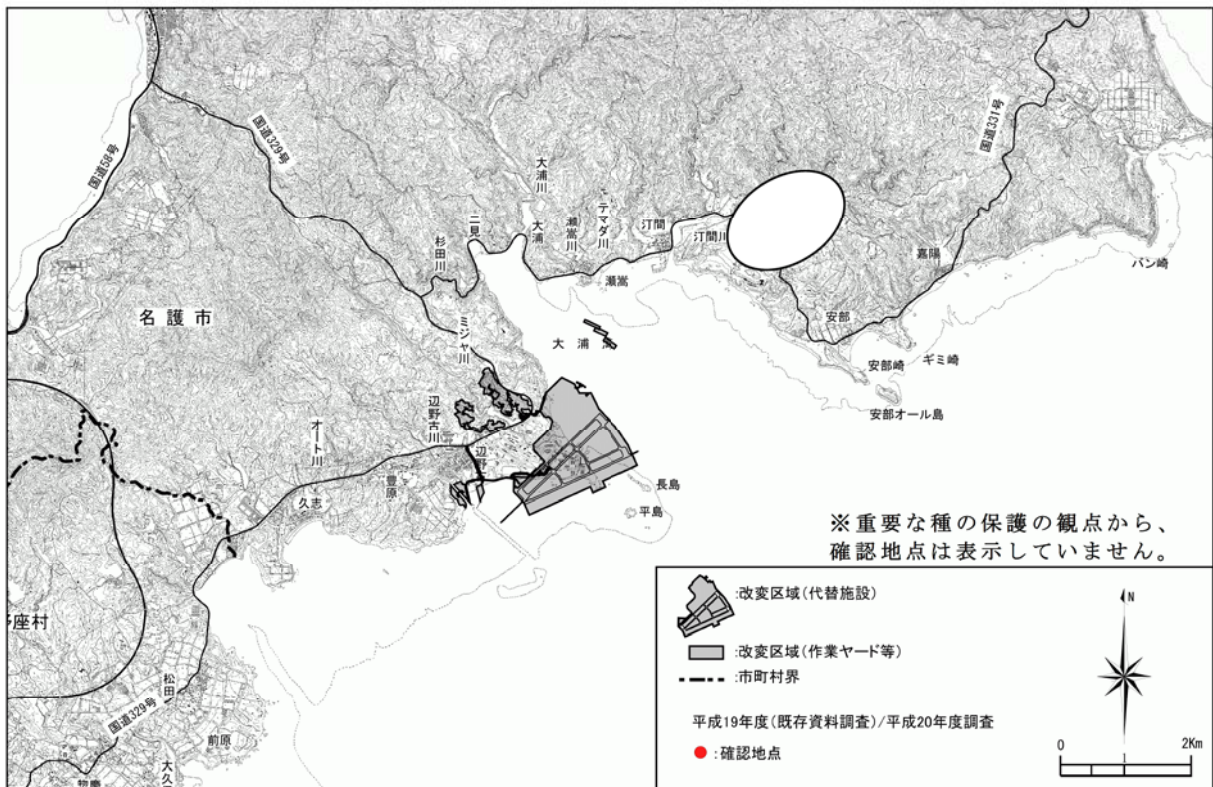 国道58号
国道329号
国道331号
大浦川
二見
大浦
瀬嵩川
テマダ川
汀間
汀間川
杉田川
瀬嵩
嘉陽
バン崎
名護市
ミジャ川
大浦
安部
安部崎
ギミ崎
安部オール島
辺野古川
オート川
辺野
豊原
久志
長島
平島
※重要な種の保護の観点から、
確認地点は表示していません。
座村
松田
国道329号
前原
大久
:改変区域(代替施設)
:改変区域(作業ヤード等)
:市町村界
平成19年度(既存資料調査)/平成20年度調査
:確認地点
N
0
1
2Km